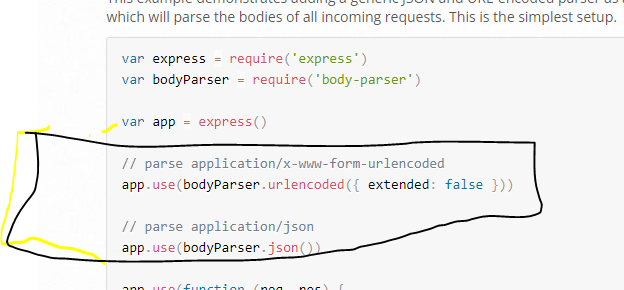 This example demonstrates adding a generic JSON and URL-encoded parser as a
which will parse the bodies of all incoming requests. This is the simplest setup.
var express = require('express')
var bodyParser = require('body-parser')
var app = express()
// parse application/x-www-form-urlencoded
app.use(bodyParser.urlencoded({ extended: false }))
// parse application/json
app.use(bodyParser.json())
app.use(function (req, res) {